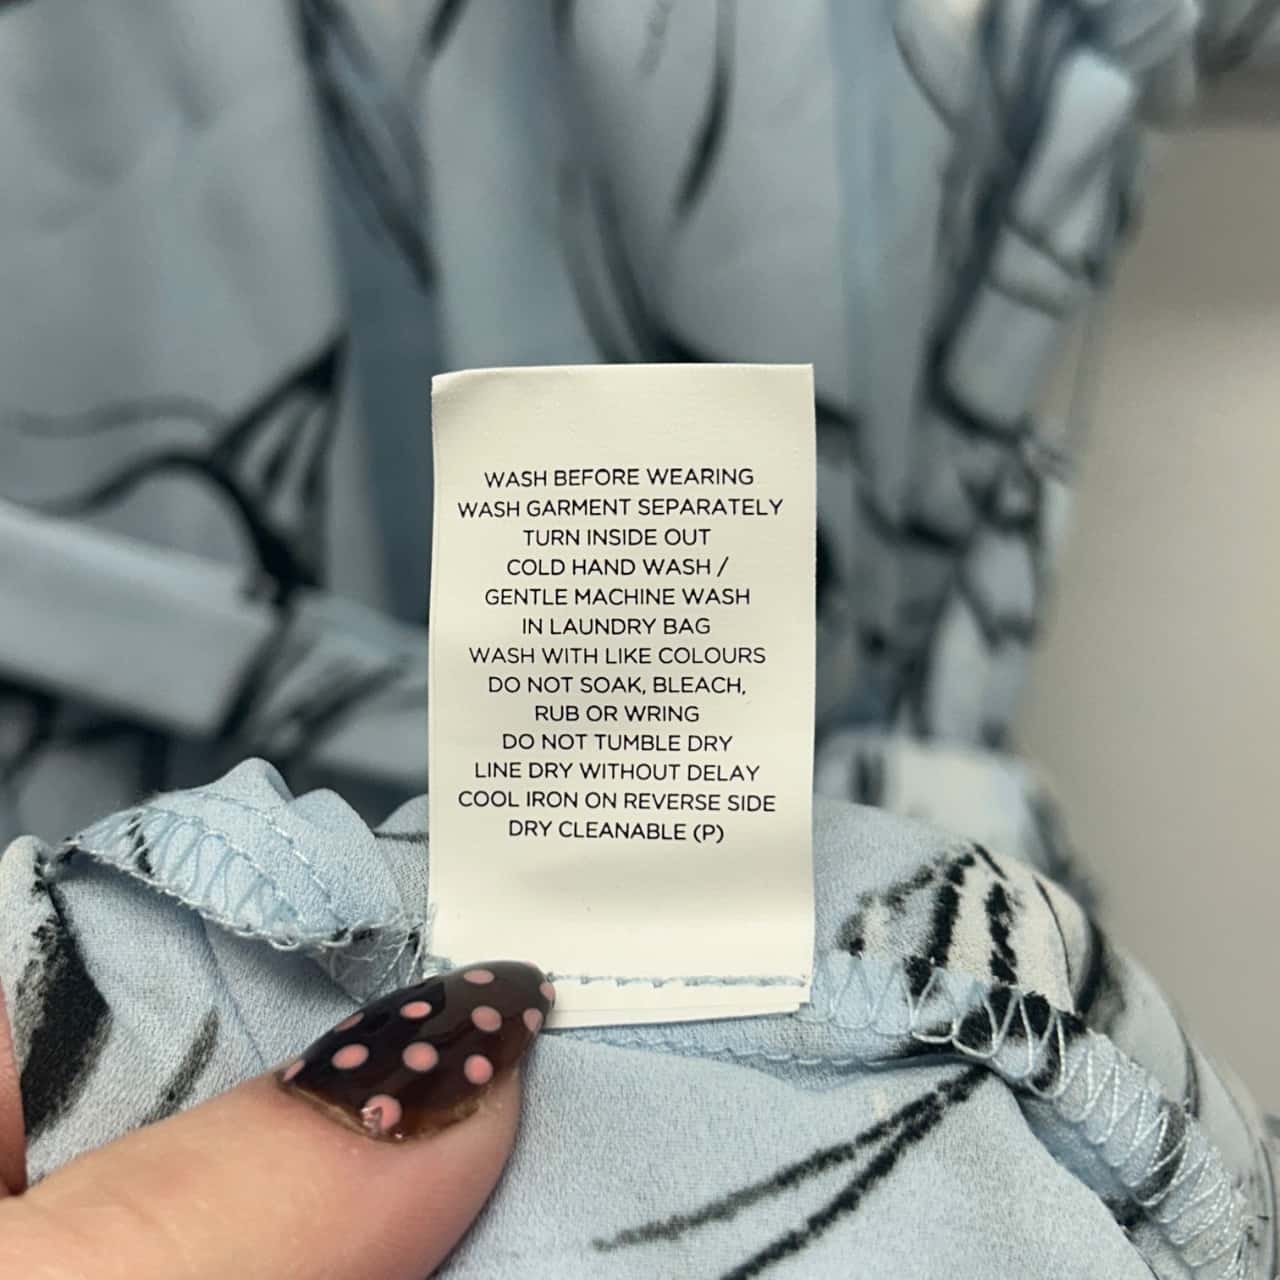 WASH BEFORE WEARING
WASH GARMENT SEPARATELY
TURN INSIDE OUT
COLD HAND WASH /
GENTLE MACHINE WASH
IN LAUNDRY BAG
WASH WITH LIKE COLOURS
DO NOT SOAK, BLEACH,
RUB OR WRING
DO NOT TUMBLE DRY
LINE DRY WITHOUT DELAY
COOL IRON ON REVERSE SIDE
DRY CLEANABLE (P)